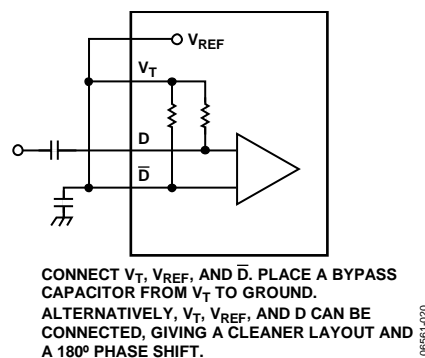 V_REF
V_T
D
D̅
CONNECT V_T, V_REF, AND D̅. PLACE A BYPASS
CAPACITOR FROM V_T TO GROUND.
ALTERNATIVELY, V_T, V_REF, AND D CAN BE
CONNECTED, GIVING A CLEANER LAYOUT AND
A 180º PHASE SHIFT.
06561-020